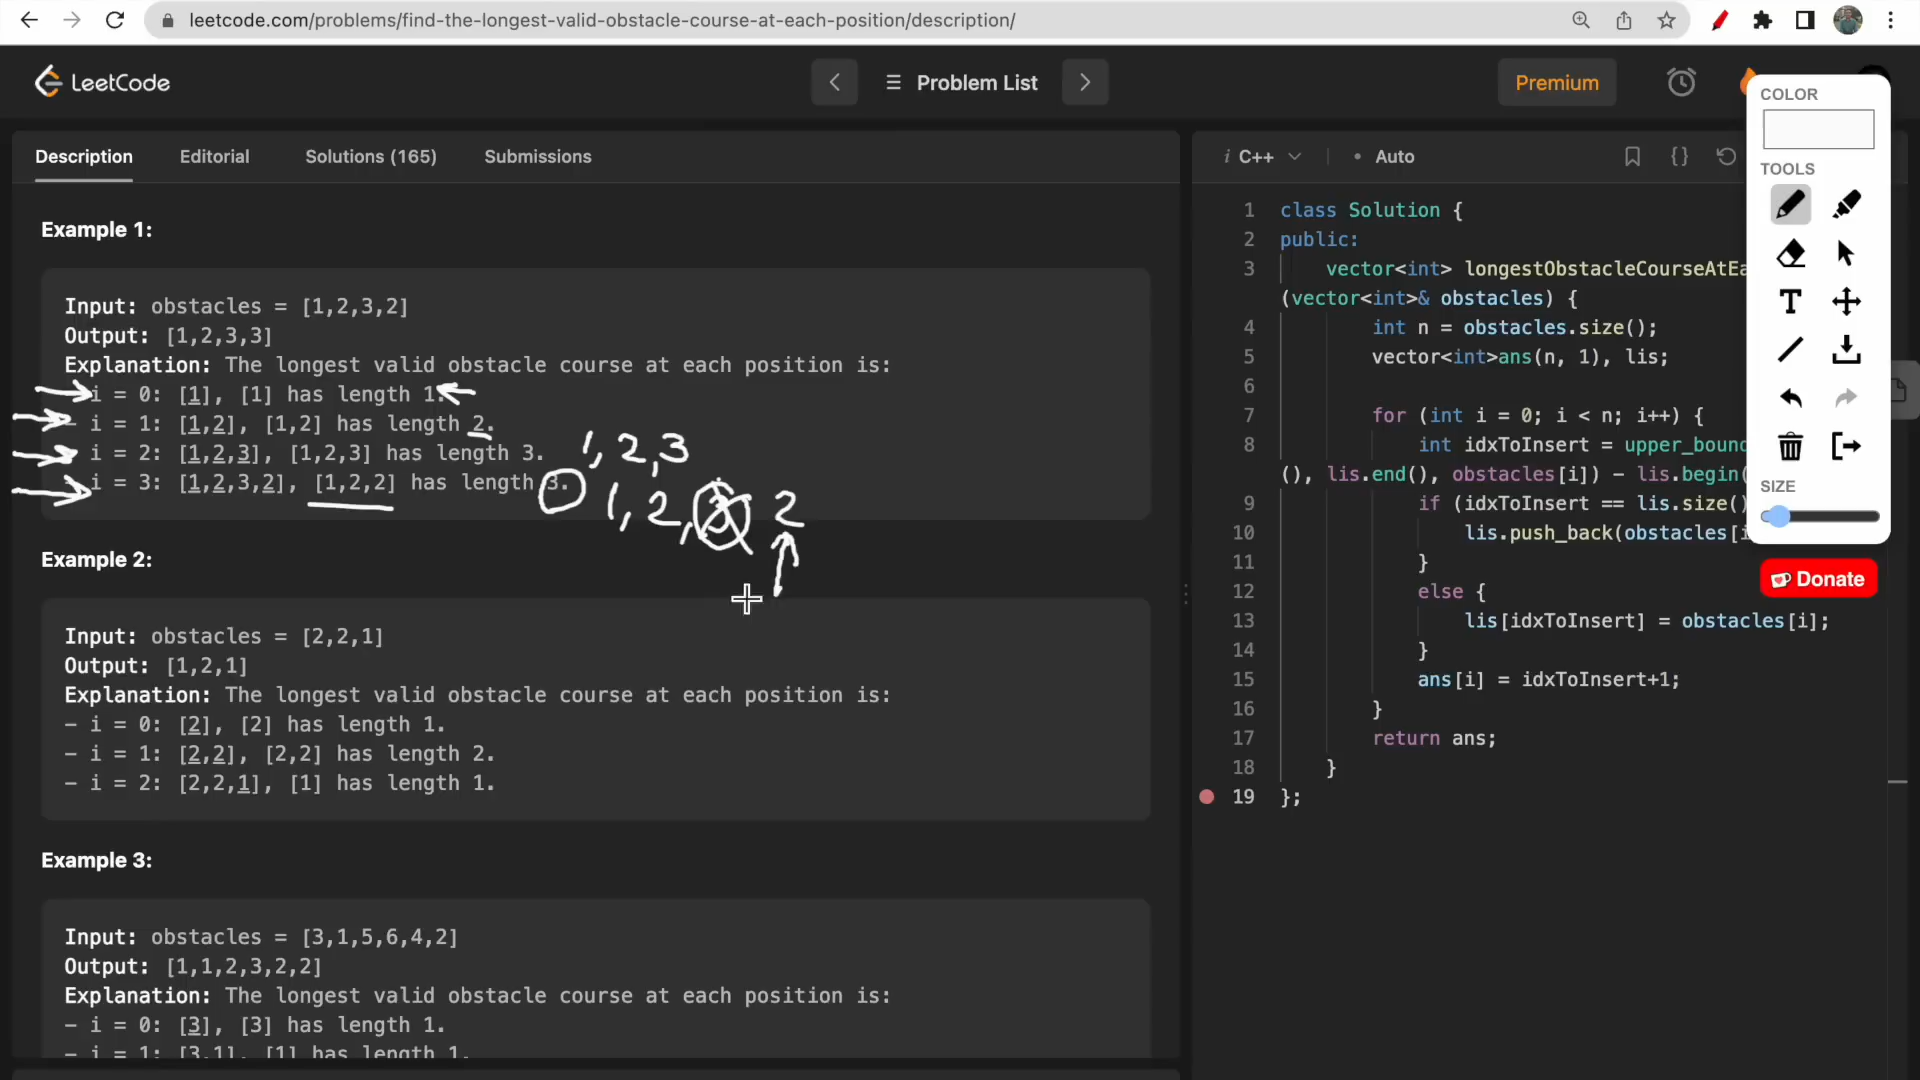 leetcode.com/problems/find-the-longest-valid-obstacle-course-at-each-position/description/
LeetCode
Problem List
Premium
Description
Editorial
Solutions (165)
Submissions
Example 1:
Input: obstacles = [1,2,3,2]
Output: [1,2,3,3]
Explanation: The longest valid obstacle course at each position is:
i = 0: [1], [1] has length 1.
- i = 1: [1,2], [1,2] has length 2.
i = 2: [1,2,3], [1,2,3] has length 3.
1,2,3
i = 3: [1,2,3,2], [1,2,2] has length 3.
1, 2, 2
Example 2:
Input: obstacles = [2,2,1]
Output: [1,2,1]
Explanation: The longest valid obstacle course at each position is:
- i = 0: [2], [2] has length 1.
- i = 1: [2,2], [2,2] has length 2.
- i = 2: [2,2,1], [1] has length 1.
Example 3:
Input: obstacles = [3,1,5,6,4,2]
Output: [1,1,2,3,2,2]
Explanation: The longest valid obstacle course at each position is:
- i = 0: [3], [3] has length 1.
- i = 1: [3,1], [1] has length 1.
i C++
• Auto
{}
1 class Solution {
2 public:
3 vector<int> longestObstacleCourseAtEa
(vector<int>& obstacles) {
4 int n = obstacles.size();
5 vector<int>ans(n, 1), lis;
6
7 for (int i = 0; i < n; i++) {
8 int idxToInsert = upper_boun
(), lis.end(), obstacles[i]) - lis.begin(
9 if (idxToInsert == lis.size()
10 lis.push_back(obstacles[i
11 }
12 else {
13 lis[idxToInsert] = obstacles[i];
14 }
15 ans[i] = idxToInsert+1;
16 }
17 return ans;
18 }
19 };
COLOR
TOOLS
T
SIZE
Donate